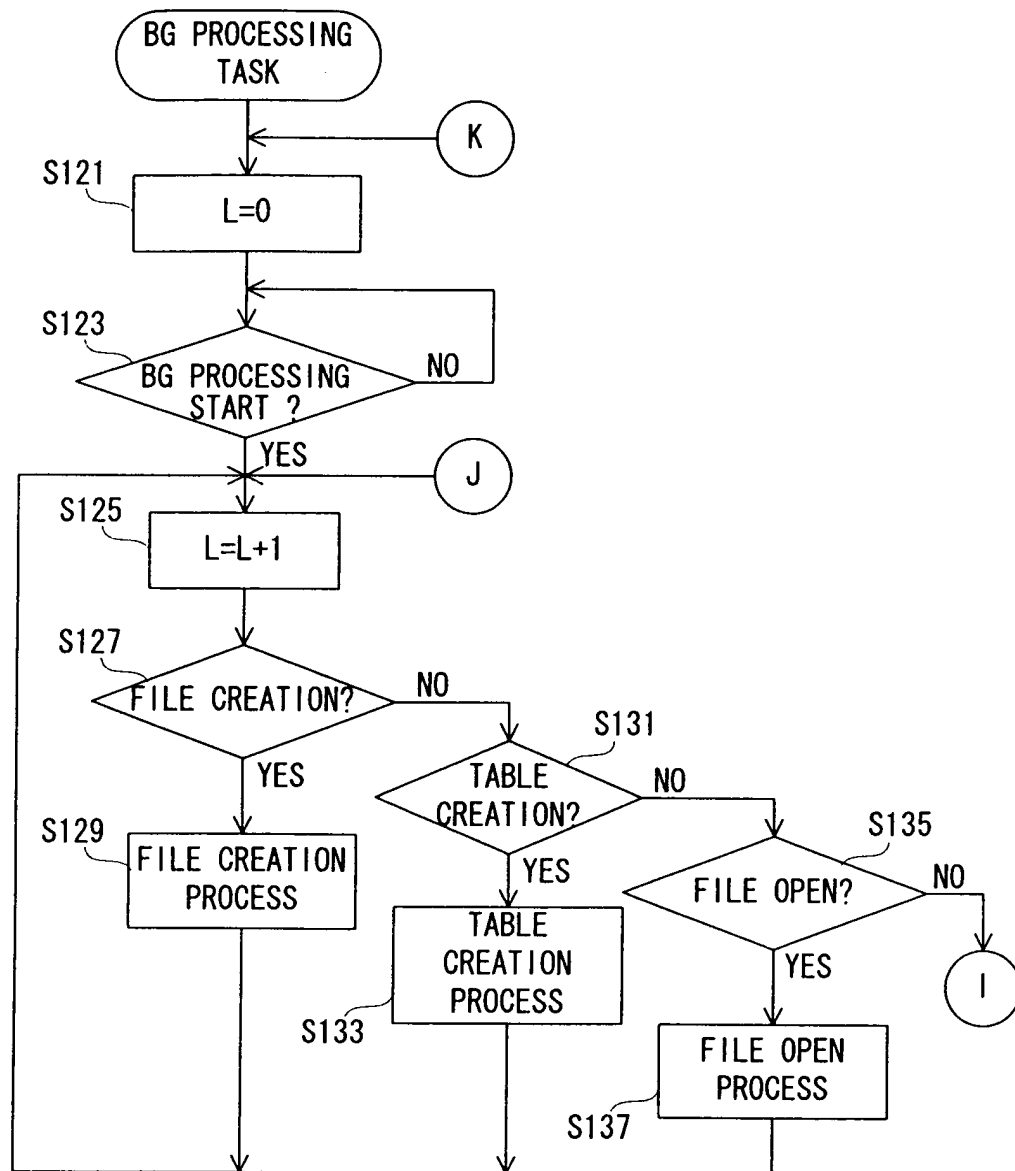 BG PROCESSING
TASK
K
S121
L=0
S123
BG PROCESSING
START ?
NO
YES
J
S125
L=L+1
S127
FILE CREATION?
NO
YES
S131
TABLE
CREATION?
NO
YES
S129
FILE CREATION
PROCESS
S135
FILE OPEN?
NO
YES
TABLE
CREATION
PROCESS
S133
I
FILE OPEN
PROCESS
S137